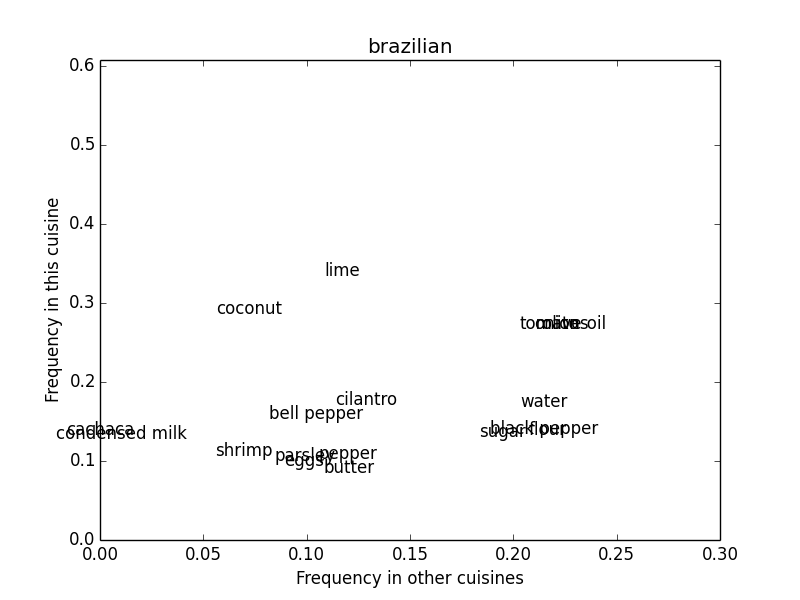 brazilian
0.6
0.5
0.4
0.3
0.2
0.1
0.0
Frequency in this cuisine
lime
coconut
tomatoes
olive oil
cilantro
water
bell pepper
cachaca
condensed milk
black pepper
sugar
flour
shrimp
parsley
pepper
eggs
butter
0.00
0.05
0.10
0.15
0.20
0.25
0.30
Frequency in other cuisines